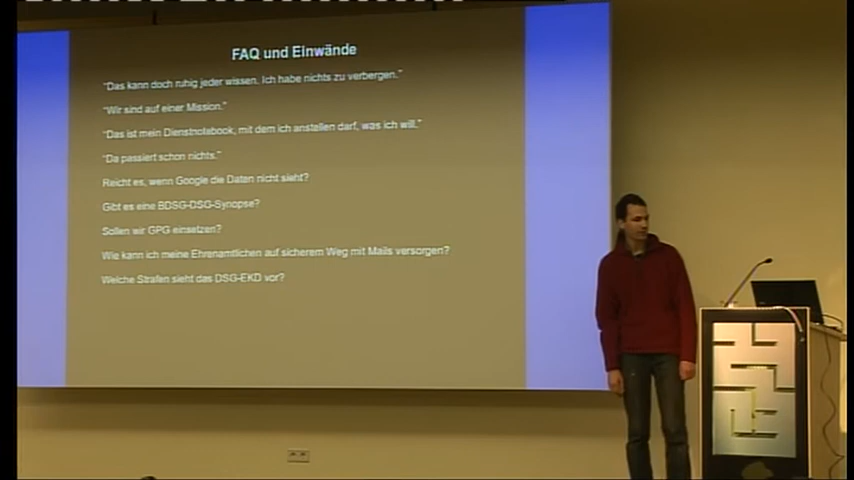 FAQ und Einwände
"Das kann doch ruhig jeder wissen. Ich habe nichts zu verbergen."
"Wir sind auf einer Mission."
"Das ist mein Dienstnotabook, mit dem ich anstellen darf, was ich will."
"Da passiert schon nichts."
Reicht es, wenn Google die Daten nicht sieht?
Gibt es eine BDSG-DSG-Synopse?
Sollen wir GPG einsetzen?
Wie kann ich meine Ehrenamtlichen auf sicherem Weg mit Mails versorgen?
Welche Strafen sieht das DSG-EKD vor?